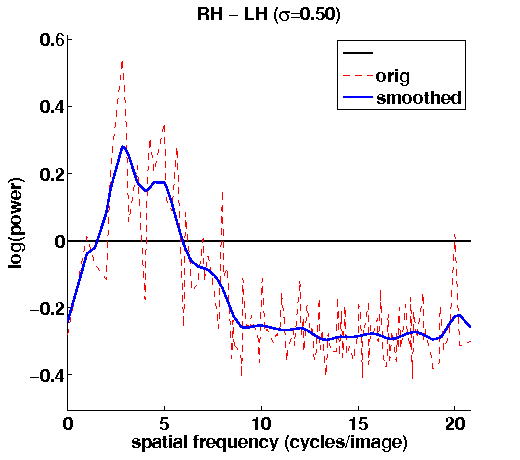 RH − LH (σ=0.50)
orig
smoothed
log(power)
0.6
0.4
0.2
0
−0.2
−0.4
0 5 10 15 20
spatial frequency (cycles/image)